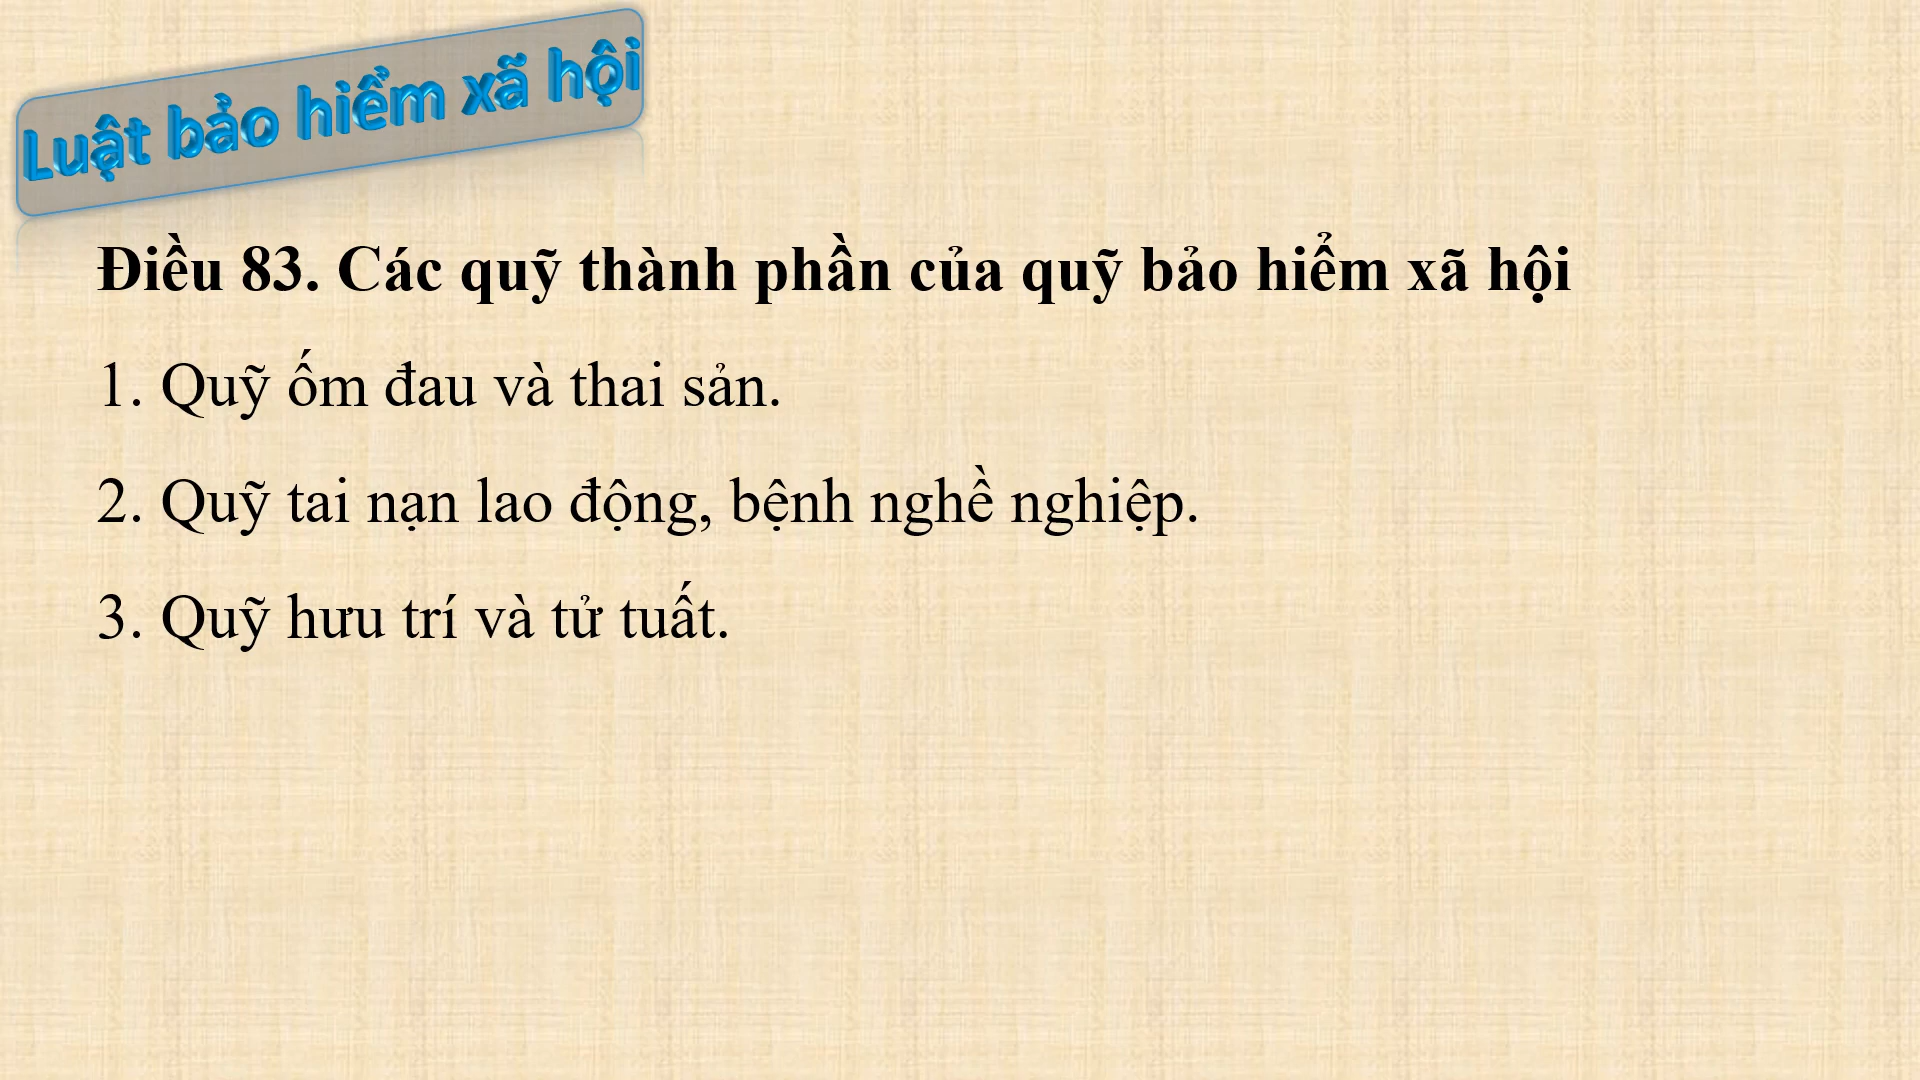 Luật bảo hiểm xã hội
Điều 83. Các quỹ thành phần của quỹ bảo hiểm xã hội
1. Quỹ ốm đau và thai sản.
2. Quỹ tai nạn lao động, bệnh nghề nghiệp.
3. Quỹ hưu trí và tử tuất.